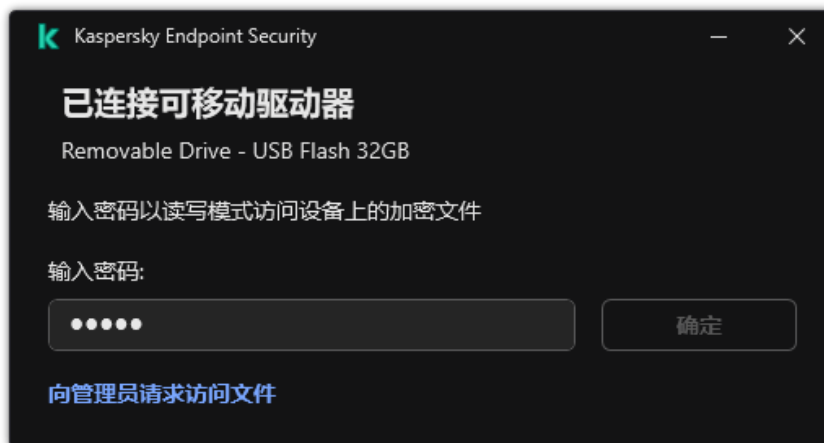 Kaspersky Endpoint Security
已连接可移动驱动器
Removable Drive - USB Flash 32GB
输入密码以读写模式访问设备上的加密文件
输入密码:
•••••
确定
向管理员请求访问文件